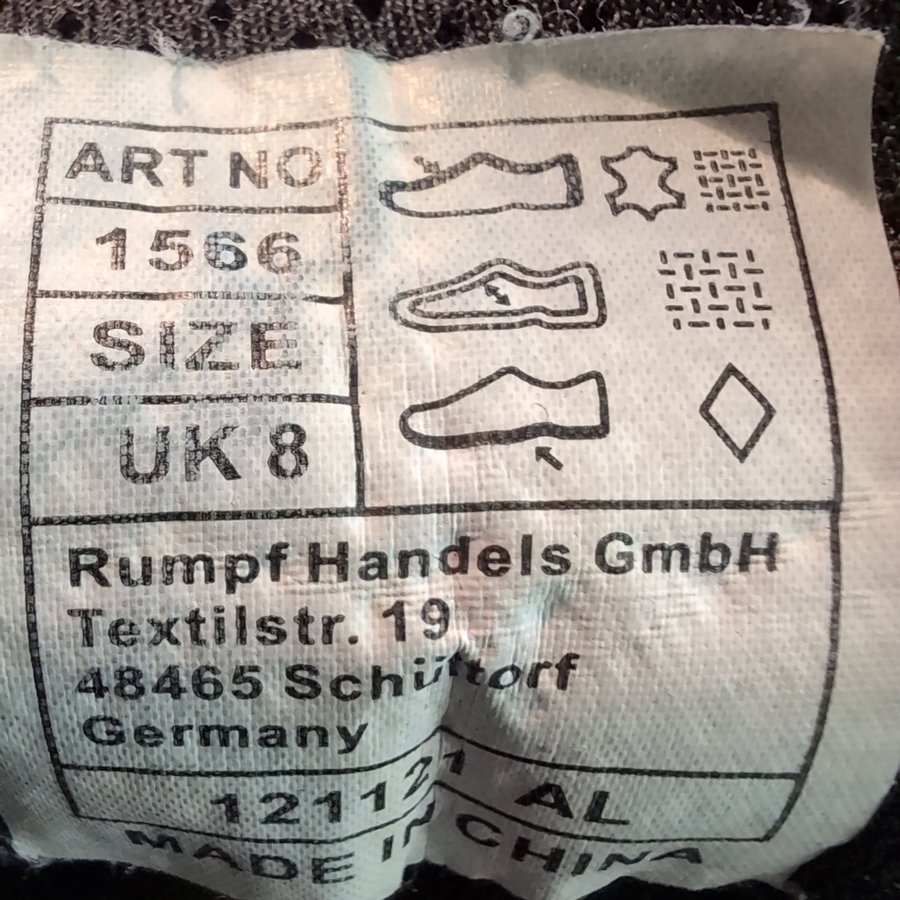 ART NO
1566
SIZE
UK 8
Rumpf Handels GmbH
Textilstr. 19
48465 Schüttorf
Germany
121121 AL
MADE IN CHINA